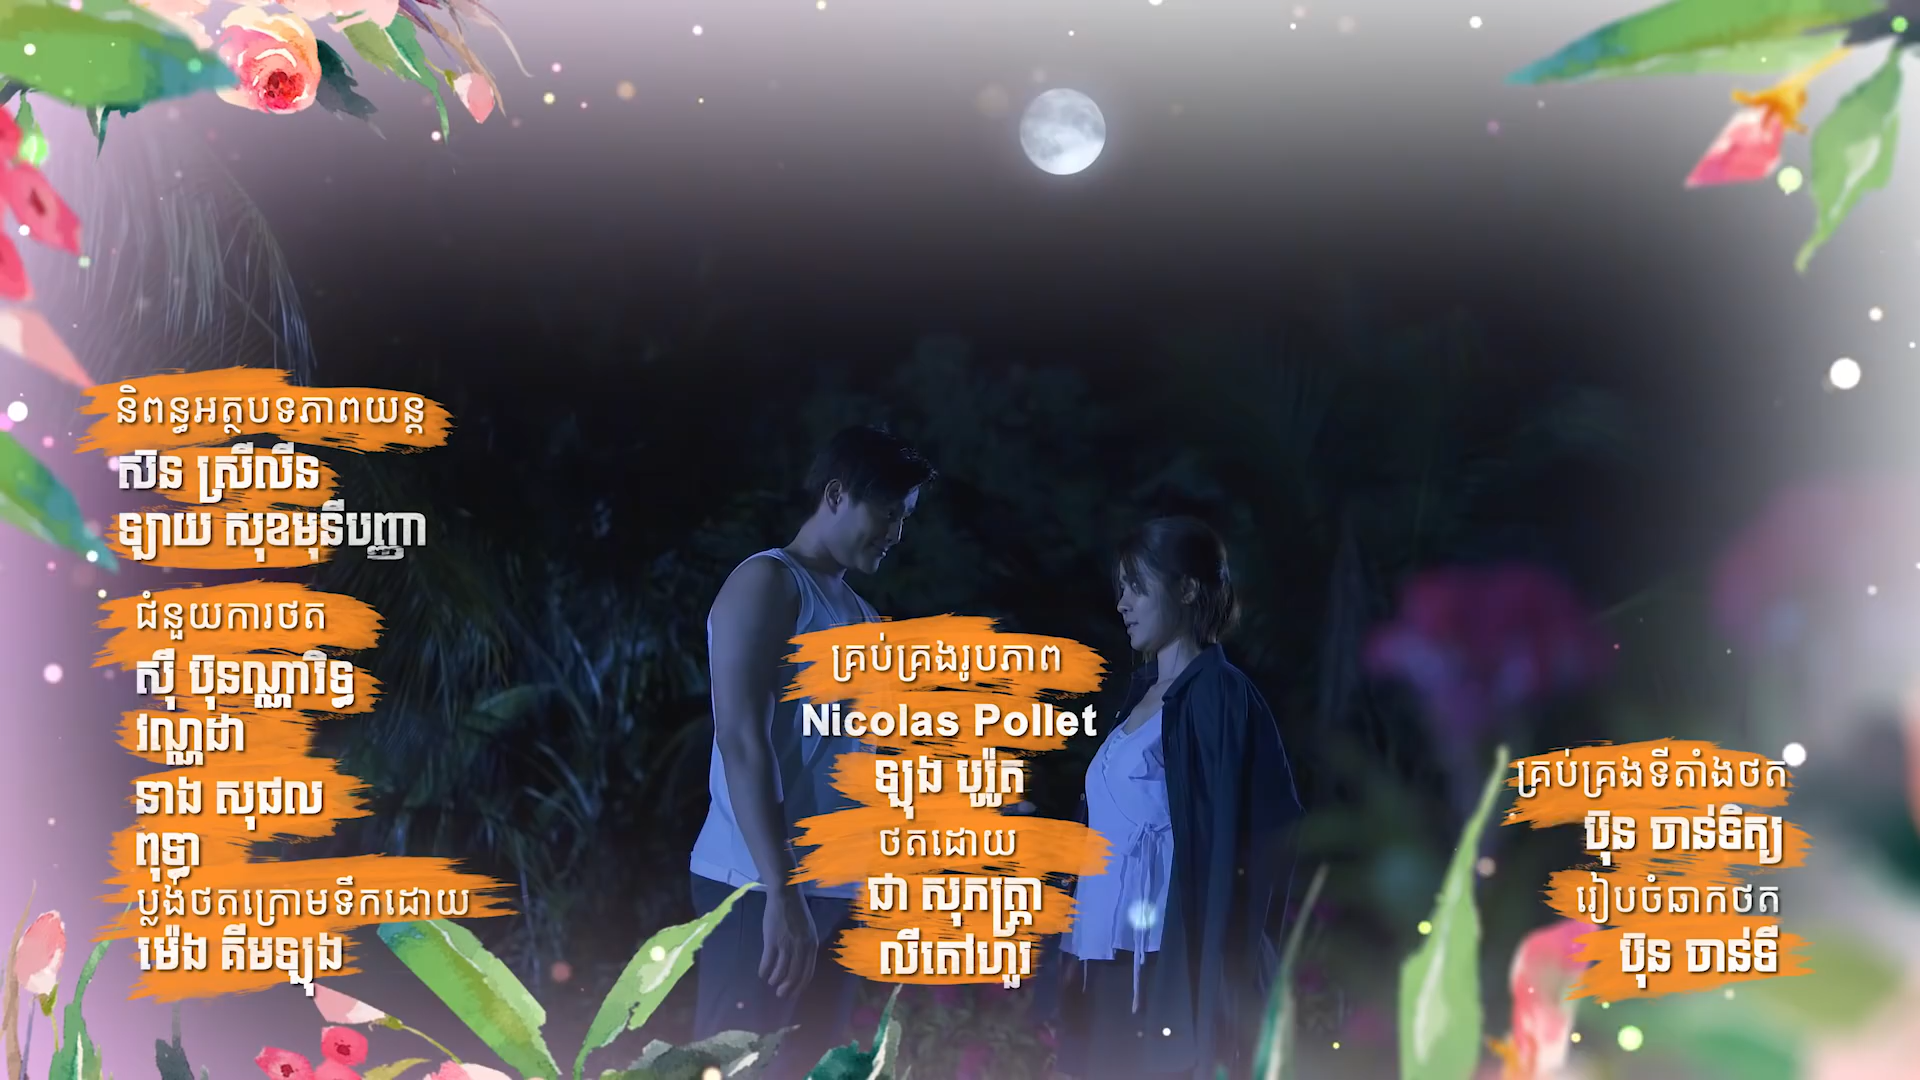 និពន្ធអត្ថបទភាពយន្ត
ស៊ន ស្រីលីន
ឡាយ សុខមុនីបញ្ញា
ជំនួយការថត
ស៊ី ប៊ុនណ្ណារិទ្ធ
វណ្ណដា
នាង សុផល
ពុទ្ធា
ប្លង់ថតក្រោមទឹកដោយ
ម៉េង គីមឡុង
គ្រប់គ្រងរូបភាព
Nicolas Pollet
ឡុង បូរ៉ូត
ថតដោយ
ជា សុភត្ត្រា
លីតៅហួរ
គ្រប់គ្រងទីតាំងថត
ប៊ុន ចាន់ទិត្យ
រៀបចំឆាកថត
ប៊ុន ចាន់ទី